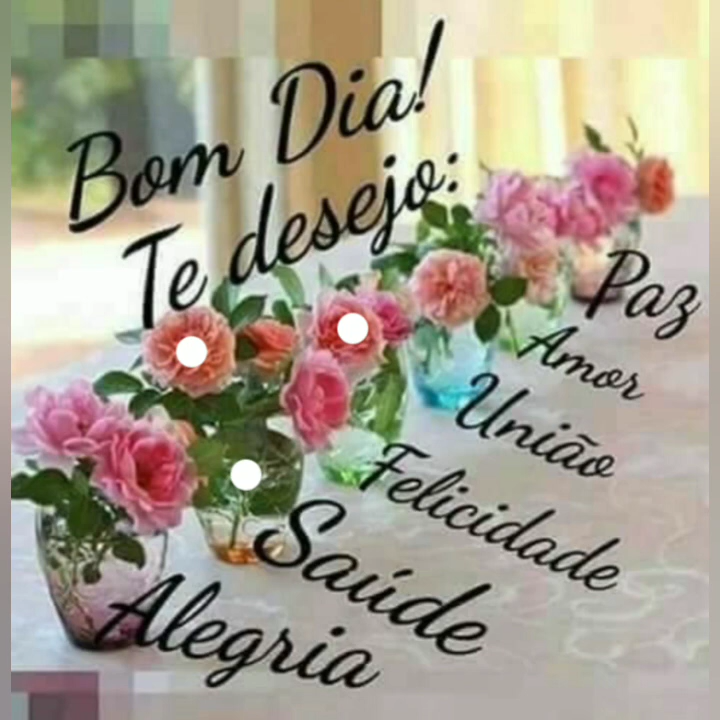 Bom Dia!
Te desejo:
Paz
Amor
União
Felicidade
Saúde
Alegria